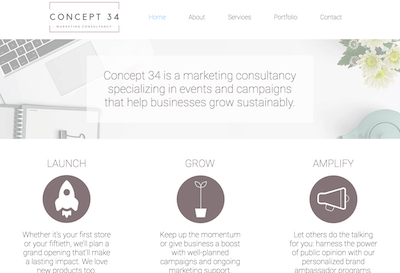 CONCEPT 34
MARKETING CONSULTANCY
Home About Services Portfolio Contact
Concept 34 is a marketing consultancy
specializing in events and campaigns
that help businesses grow sustainably.
LAUNCH
Whether it's your first store
or your fiftieth, we'll plan a
grand opening that'll make
a lasting impact. We love
new products too.
GROW
Keep up the momentum
or give business a boost
with well-planned
campaigns and ongoing
marketing support.
AMPLIFY
Let others do the talking
for you: harness the power
of public opinion with our
personalized brand
ambassador programs.